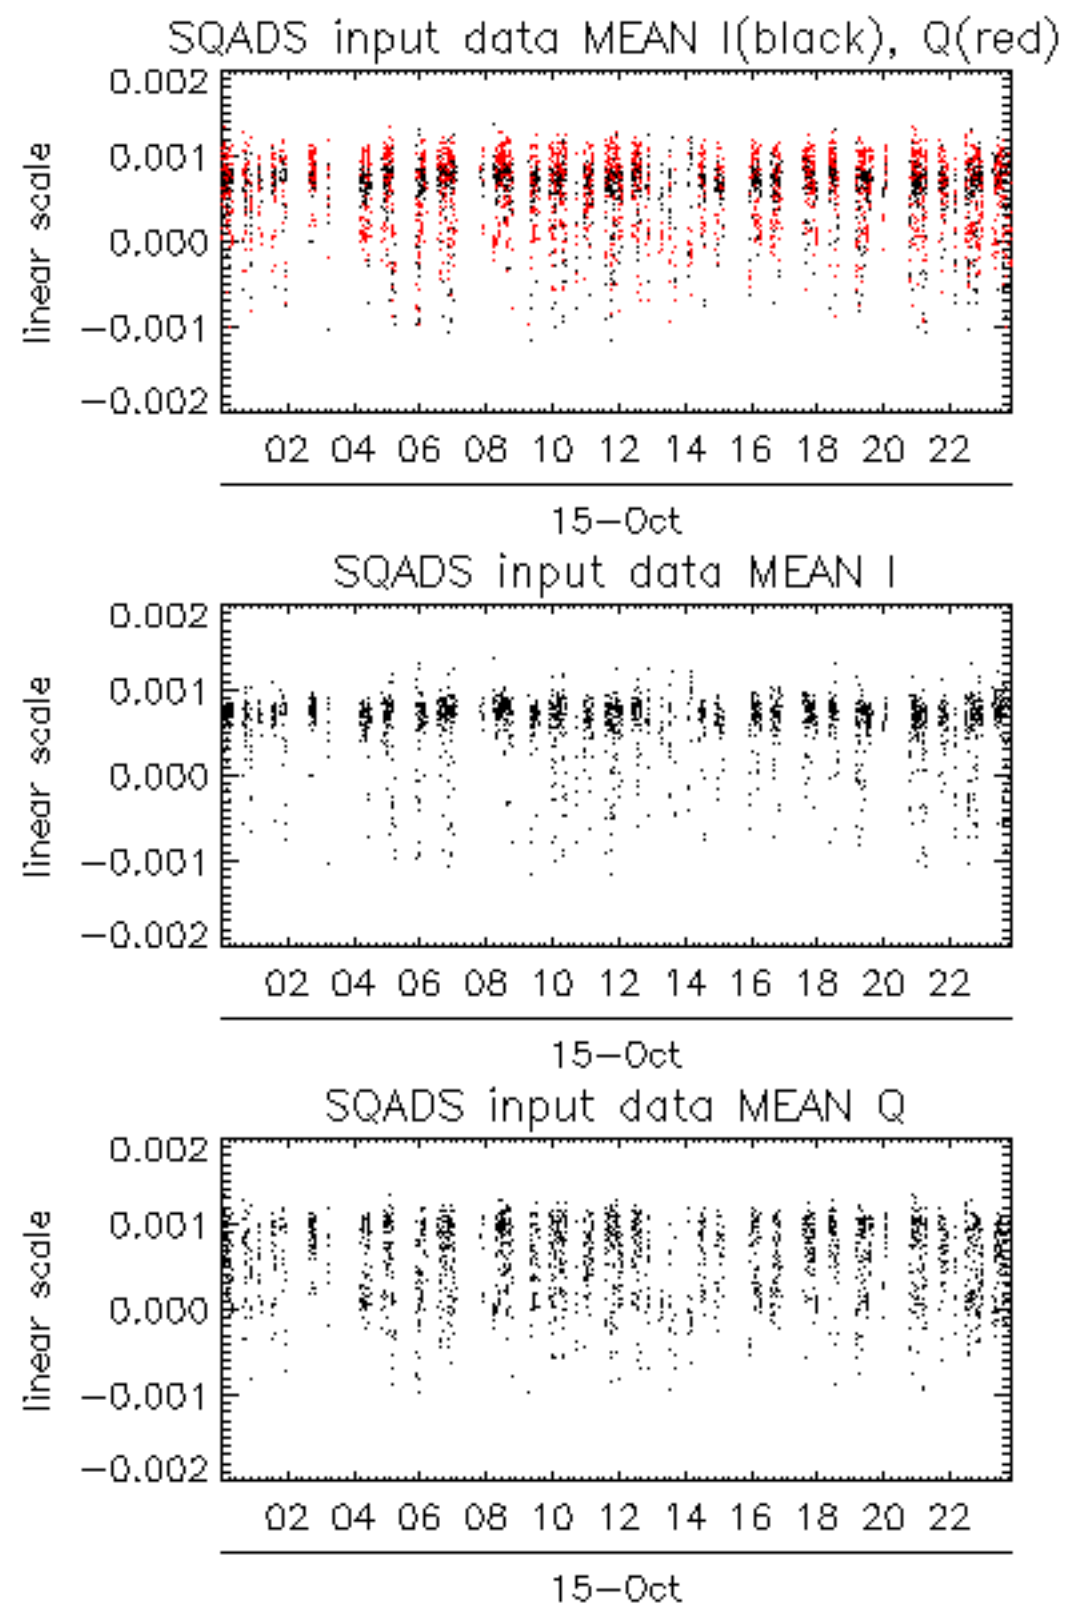 SQADS input data MEAN I(black), Q(red)
0.002
0.001
0.000
−0.001
−0.002
linear scale
02 04 06 08 10 12 14 16 18 20 22
15−Oct
SQADS input data MEAN I
0.002
0.001
0.000
−0.001
−0.002
linear scale
02 04 06 08 10 12 14 16 18 20 22
15−Oct
SQADS input data MEAN Q
0.002
0.001
0.000
−0.001
−0.002
linear scale
02 04 06 08 10 12 14 16 18 20 22
15−Oct